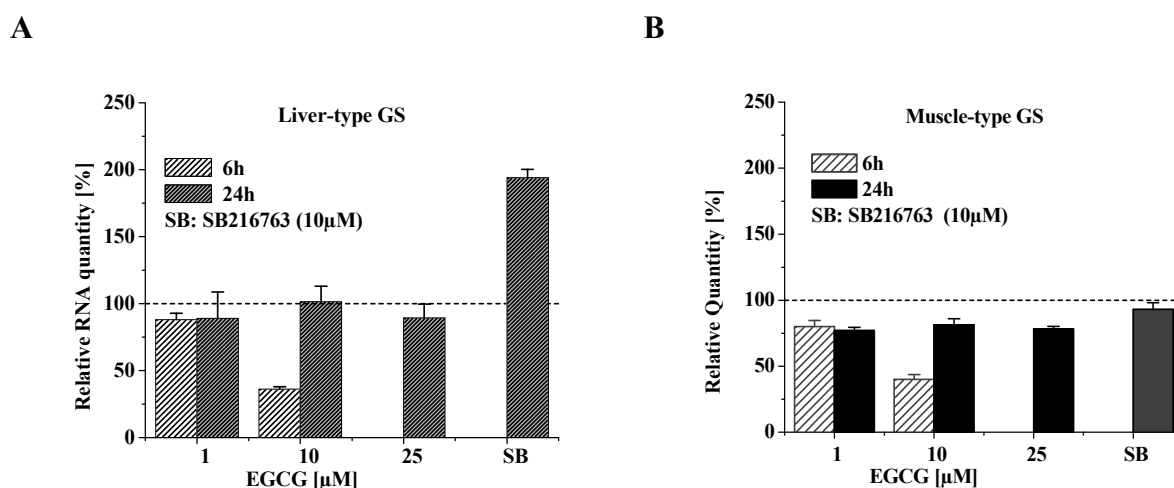 A
Liver-type GS
6h
24h
SB: SB216763 (10µM)
Relative RNA quantity [%]
250
200
150
100
50
0
1 10 25 SB
EGCG [µM]
B
Muscle-type GS
6h
24h
SB: SB216763 (10µM)
Relative Quantitiy [%]
250
200
150
100
50
0
1 10 25 SB
EGCG [µM]